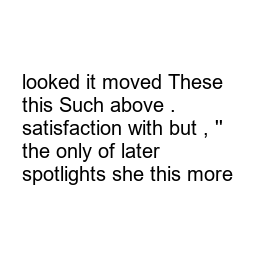 looked it moved These
this Such above .
satisfaction with but , "
the only of later
spotlights she this more